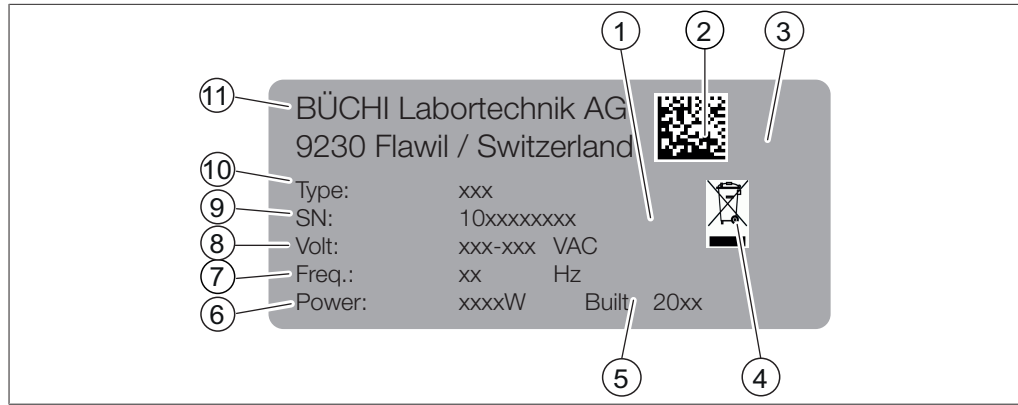 1 2 3
11 BÜCHI Labortechnik AG
9230 Flawil / Switzerland
10 Type: xxx
9 SN: 10xxxxxxxx
8 Volt: xxx-xxx VAC
7 Freq.: xx Hz
6 Power: xxxxW Built 20xx
5 4